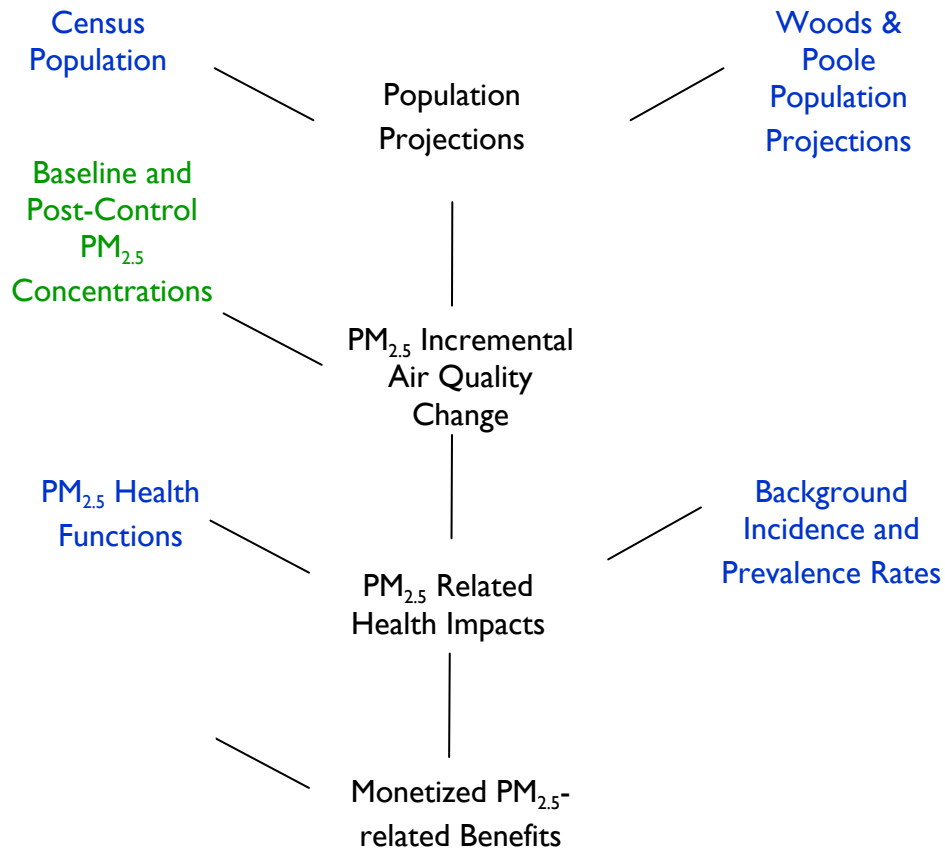 Census
Population
Woods &
Poole
Population
Projections
Population
Projections
Baseline and
Post-Control
PM2.5
Concentrations
PM2.5 Incremental
Air Quality
Change
PM2.5 Health
Functions
Background
Incidence and
Prevalence Rates
PM2.5 Related
Health Impacts
Monetized PM2.5-
related Benefits